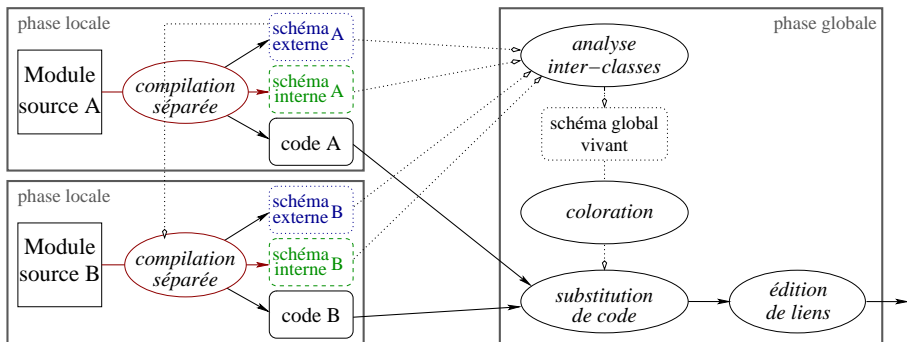 phase locale
Module
source A
compilation
séparée
schéma
externe A
schéma
interne A
code A
phase locale
Module
source B
compilation
séparée
schéma
externe B
schéma
interne B
code B
phase globale
analyse
inter−classes
schéma global
vivant
coloration
substitution
de code
édition
de liens